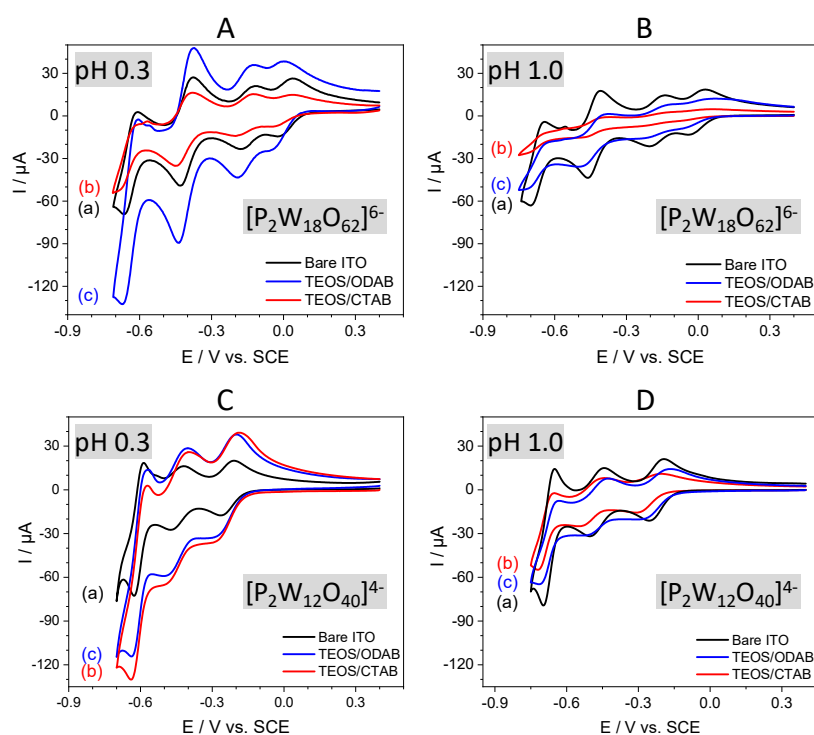 A
pH 0.3
30
0
-30
-60
-90
-120
I / µA
(b)
(a)
(c)
[P2W18O62]6-
Bare ITO
TEOS/ODAB
TEOS/CTAB
-0.9 -0.6 -0.3 0.0 0.3
E / V vs. SCE
B
pH 1.0
30
0
-30
-60
-90
-120
I / µA
(b)
(c)
(a)
[P2W18O62]6-
Bare ITO
TEOS/ODAB
TEOS/CTAB
-0.9 -0.6 -0.3 0.0 0.3
E / V vs. SCE
C
pH 0.3
30
0
-30
-60
-90
-120
I / µA
(a)
(c)
(b)
[P2W12O40]4-
Bare ITO
TEOS/ODAB
TEOS/CTAB
-0.9 -0.6 -0.3 0.0 0.3
E / V vs. SCE
D
pH 1.0
30
0
-30
-60
-90
-120
I / µA
(b)
(c)
(a)
[P2W12O40]4-
Bare ITO
TEOS/ODAB
TEOS/CTAB
-0.9 -0.6 -0.3 0.0 0.3
E / V vs. SCE